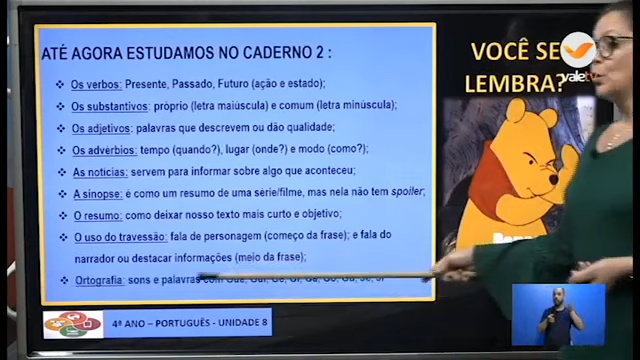 ATÉ AGORA ESTUDAMOS NO CADERNO 2 :
❖ Os verbos: Presente, Passado, Futuro (ação e estado);
❖ Os substantivos: próprio (letra maiúscula) e comum (letra minúscula);
❖ Os adjetivos: palavras que descrevem ou dão qualidade;
❖ Os advérbios: tempo (quando?), lugar (onde?) e modo (como?);
❖ As notícias: servem para informar sobre algo que aconteceu;
❖ A sinopse: é como um resumo de uma série/filme, mas nela não tem spoiler;
❖ O resumo: como deixar nosso texto mais curto e objetivo;
❖ O uso do travessão: fala de personagem (começo da frase); e fala do
narrador ou destacar informações (meio da frase);
❖ Ortografia: sons e palavras com
VOCÊ SE
LEMBRA?
valetv
4º ANO – PORTUGUÊS - UNIDADE 8